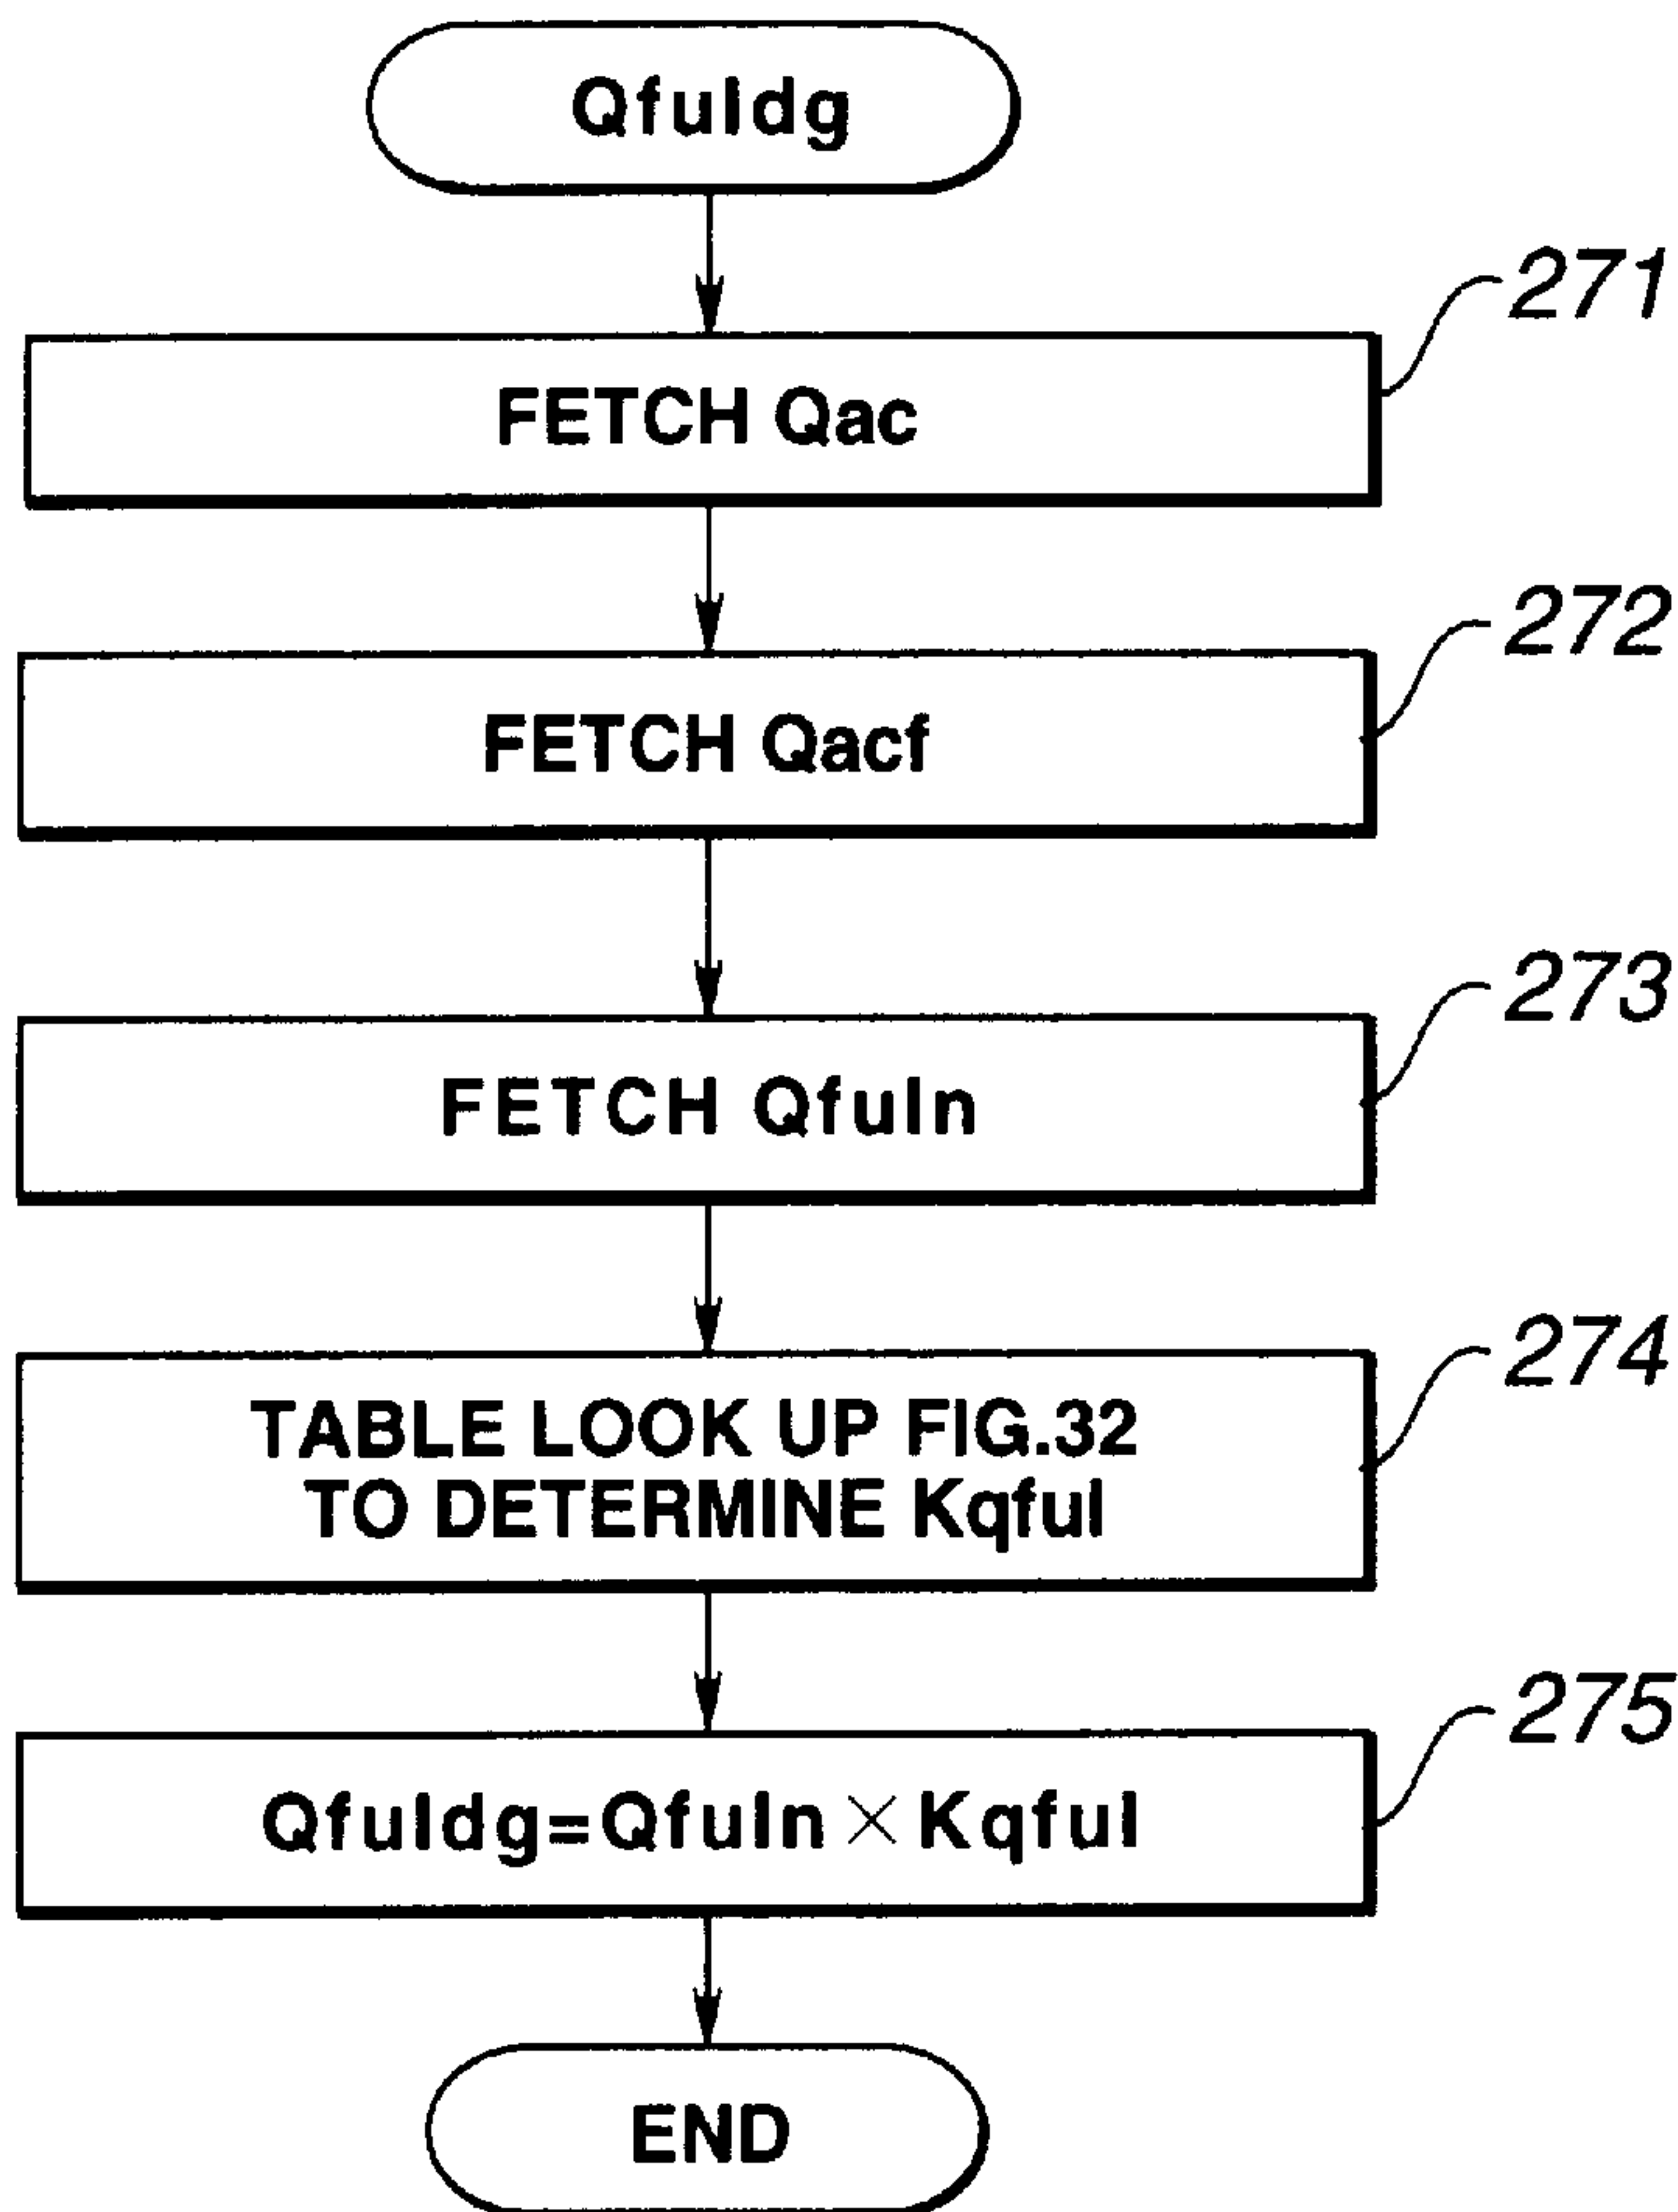 Qfuldg
271
FETCH Qac
272
FETCH Qacf
273
FETCH Qfuln
274
TABLE LOOK UP FIG.32
TO DETERMINE Kqful
275
Qfuldg=Qfuln×Kqful
END